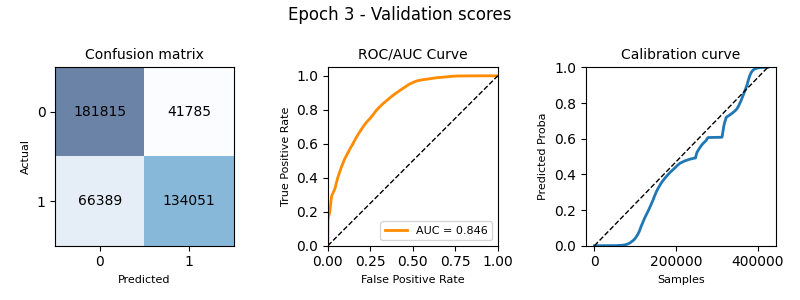 Epoch 3 - Validation scores
Confusion matrix
Actual
0
1
181815
41785
66389
134051
0
1
Predicted
ROC/AUC Curve
True Positive Rate
1.0
0.8
0.6
0.4
0.2
0.0
AUC = 0.846
0.00
0.25
0.50
0.75
1.00
False Positive Rate
Calibration curve
Predicted Proba
1.0
0.8
0.6
0.4
0.2
0.0
0
200000
400000
Samples